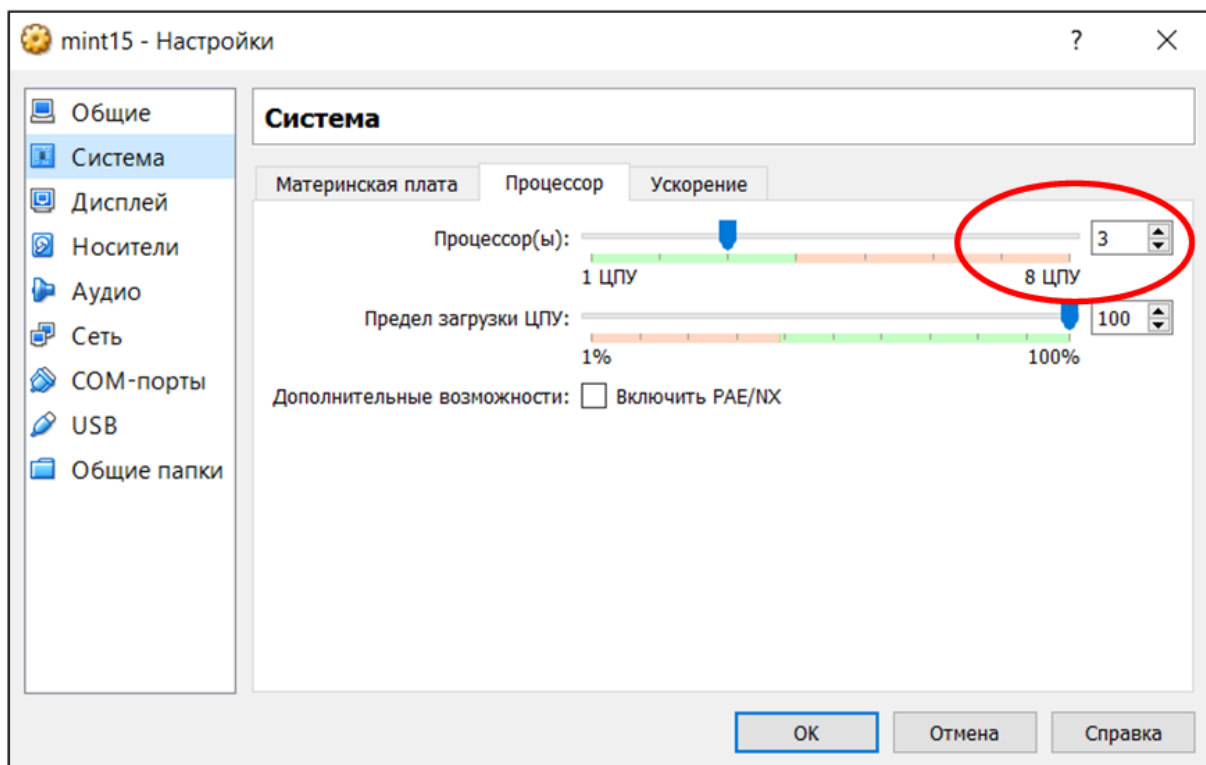 mint15 - Настройки
?
Общие
Система
Дисплей
Носители
Аудио
Сеть
COM-порты
USB
Общие папки
Система
Материнская плата Процессор Ускорение
Процессор(ы): 3
1 ЦПУ 8 ЦПУ
Предел загрузки ЦПУ: 100
1% 100%
Дополнительные возможности: Включить PAE/NX
OK Отмена Справка